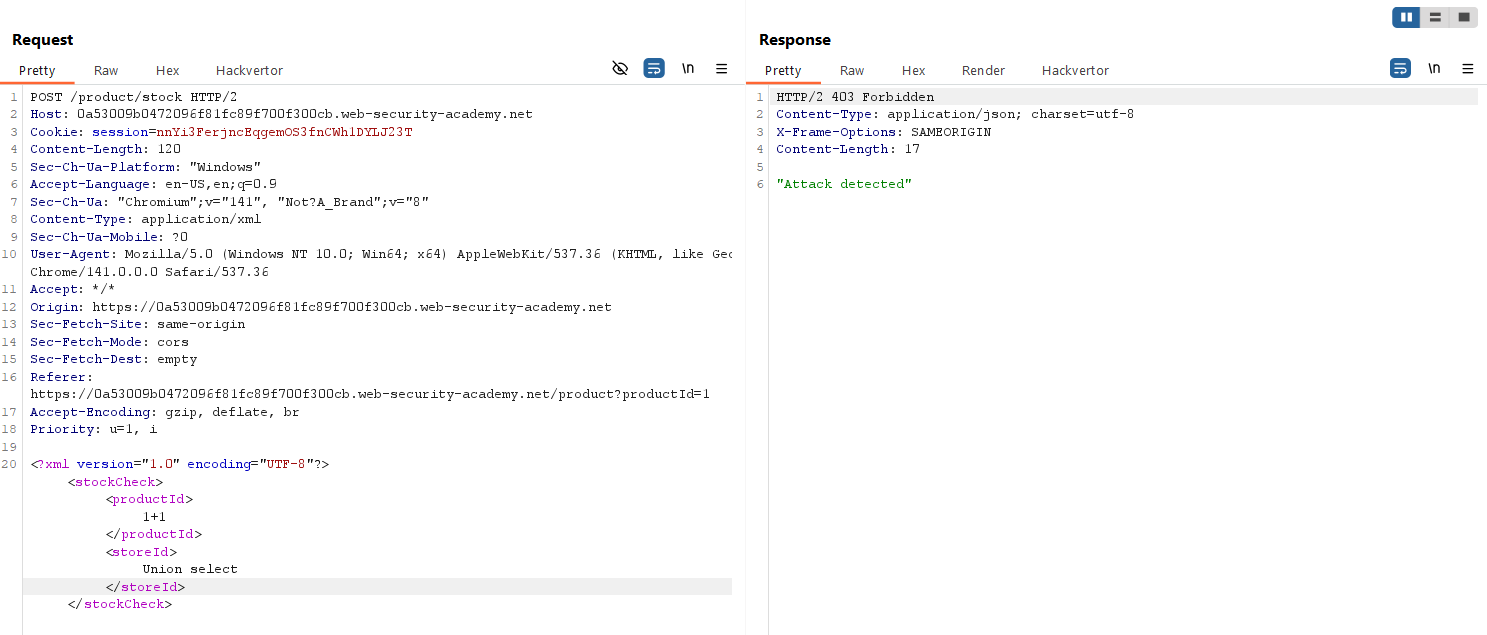 Request
Pretty Raw Hex Hackvertor \n
1 POST /product/stock HTTP/2
2 Host: 0a53009b0472096f81fc89f700f300cb.web-security-academy.net
3 Cookie: session=nnYi3FerjncEqgemOS3fnCWh1DYLJ23T
4 Content-Length: 120
5 Sec-Ch-Ua-Platform: "Windows"
6 Accept-Language: en-US,en;q=0.9
7 Sec-Ch-Ua: "Chromium";v="141", "Not?A_Brand";v="8"
8 Content-Type: application/xml
9 Sec-Ch-Ua-Mobile: ?0
10 User-Agent: Mozilla/5.0 (Windows NT 10.0; Win64; x64) AppleWebKit/537.36 (KHTML, like Gec
Chrome/141.0.0.0 Safari/537.36
11 Accept: */*
12 Origin: https://0a53009b0472096f81fc89f700f300cb.web-security-academy.net
13 Sec-Fetch-Site: same-origin
14 Sec-Fetch-Mode: cors
15 Sec-Fetch-Dest: empty
16 Referer:
https://0a53009b0472096f81fc89f700f300cb.web-security-academy.net/product?productId=1
17 Accept-Encoding: gzip, deflate, br
18 Priority: u=1, i
19
20 <?xml version="1.0" encoding="UTF-8"?>
<stockCheck>
<productId>
1+1
</productId>
<storeId>
Union select
</storeId>
</stockCheck>
Response
Pretty Raw Hex Render Hackvertor \n
1 HTTP/2 403 Forbidden
2 Content-Type: application/json; charset=utf-8
3 X-Frame-Options: SAMEORIGIN
4 Content-Length: 17
5
6 "Attack detected"